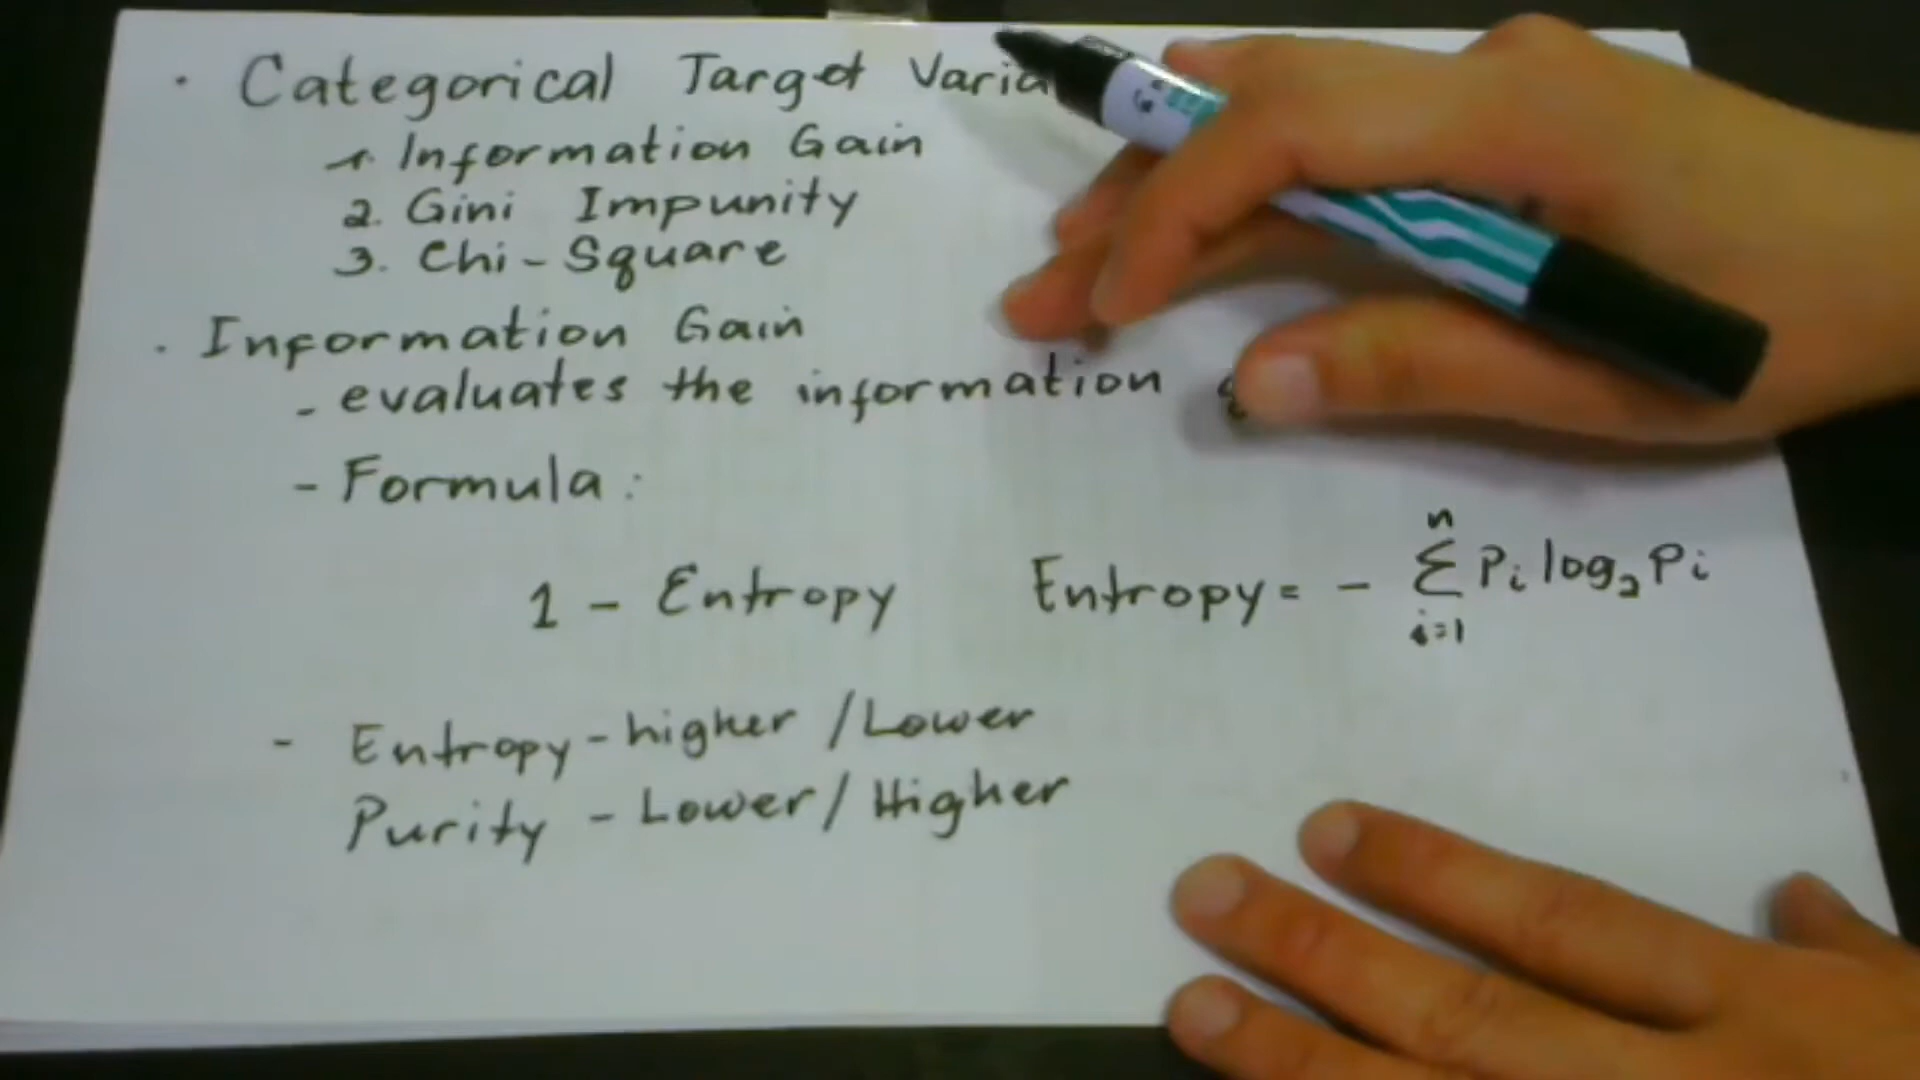 · Categorical Target Varia
1. Information Gain
2. Gini Impunity
3. Chi-Square
· Information Gain
- evaluates the information
- Formula:
1 - Entropy Entropy = - n Σ i=1 Pi log₂ Pi
- Entropy - higher / Lower
Purity - Lower / Higher